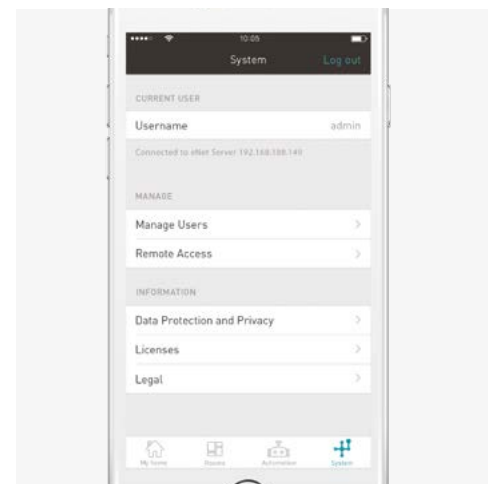 10:05
System
Log out
CURRENT USER
Username
admin
Connected to eNet Server 192.168.188.149
MANAGE
Manage Users
Remote Access
INFORMATION
Data Protection and Privacy
Licenses
Legal
My home
Rooms
Automation
System